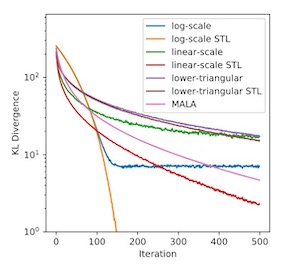 log-scale
log-scale STL
linear-scale
linear-scale STL
lower-triangular
lower-triangular STL
MALA
KL Divergence
10²
10¹
10⁰
0 100 200 300 400 500
Iteration